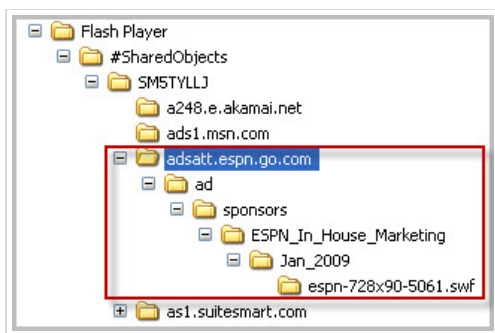 Flash Player
#SharedObjects
SM5TYLLJ
a248.e.akamai.net
ads1.msn.com
adsatt.espn.go.com
ad
sponsors
ESPN_In_House_Marketing
Jan_2009
espn-728x90-5061.swf
as1.suitesmart.com